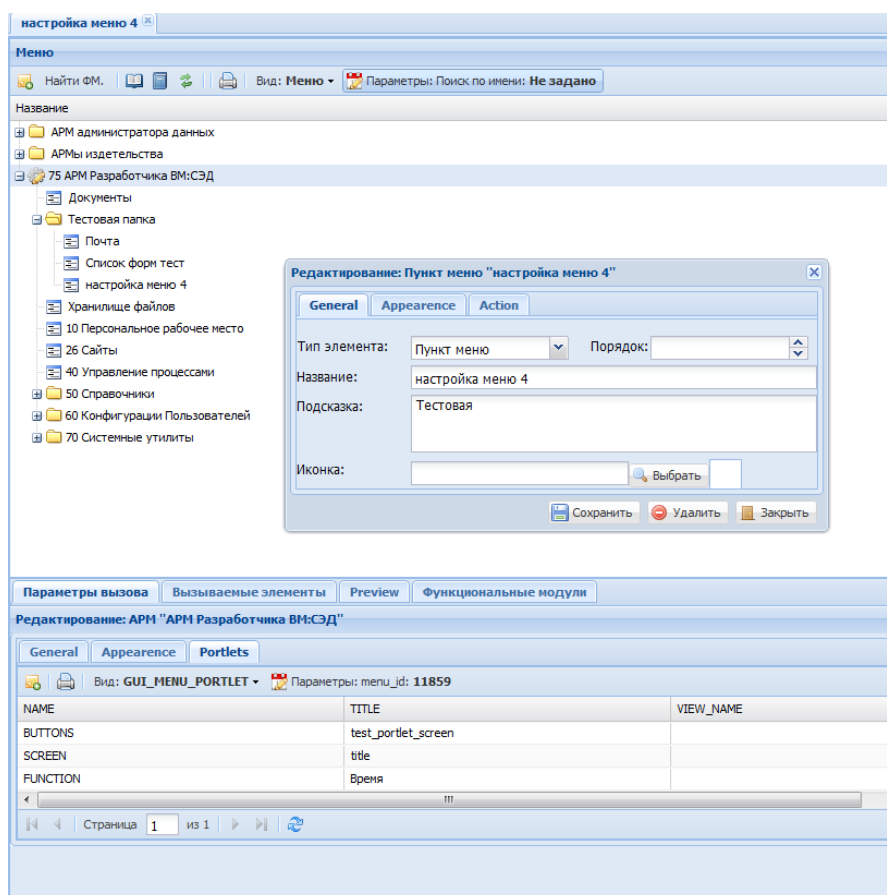 настройка меню 4
Меню
Найти ФМ. Вид: Меню Параметры: Поиск по имени: Не задано
Название
АРМ администратора данных
АРМы издетельства
75 АРМ Разработчика ВМ:СЭД
Документы
Тестовая папка
Почта
Список форм тест
настройка меню 4
Хранилище файлов
10 Персональное рабочее место
26 Сайты
40 Управление процессами
50 Справочники
60 Конфигурации Пользователей
70 Системные утилиты
Редактирование: Пункт меню "настройка меню 4"
General Appearence Action
Тип элемента: Пункт меню Порядок:
Название: настройка меню 4
Подсказка: Тестовая
Иконка: Выбрать
Сохранить Удалить Закрыть
Параметры вызова Вызываемые элементы Preview Функциональные модули
Редактирование: АРМ "АРМ Разработчика ВМ:СЭД"
General Appearence Portlets
Вид: GUI_MENU_PORTLET Параметры: menu_id: 11859
NAME TITLE VIEW_NAME
BUTTONS test_portlet_screen
SCREEN title
FUNCTION Время
Страница 1 из 1